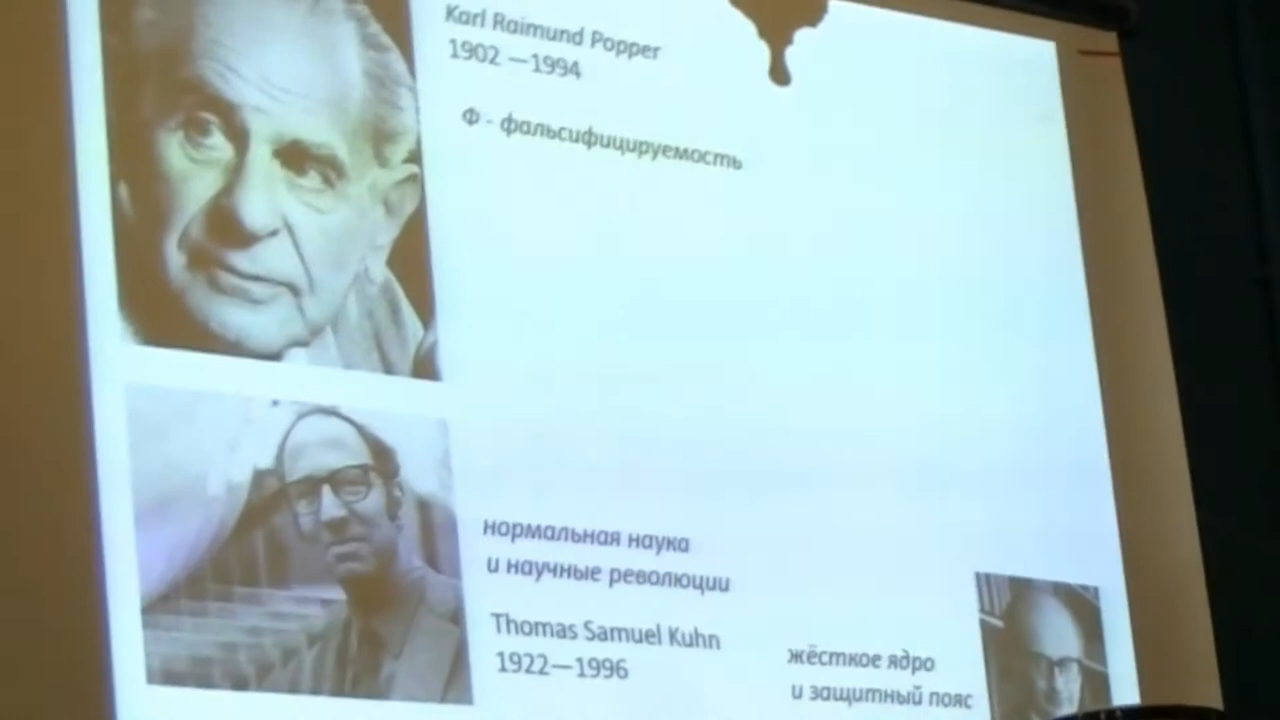 Karl Raimund Popper
1902 —1994
Ф - фальсифицируемость
нормальная наука
и научные революции
Thomas Samuel Kuhn
1922—1996
жёсткое ядро
и защитный пояс